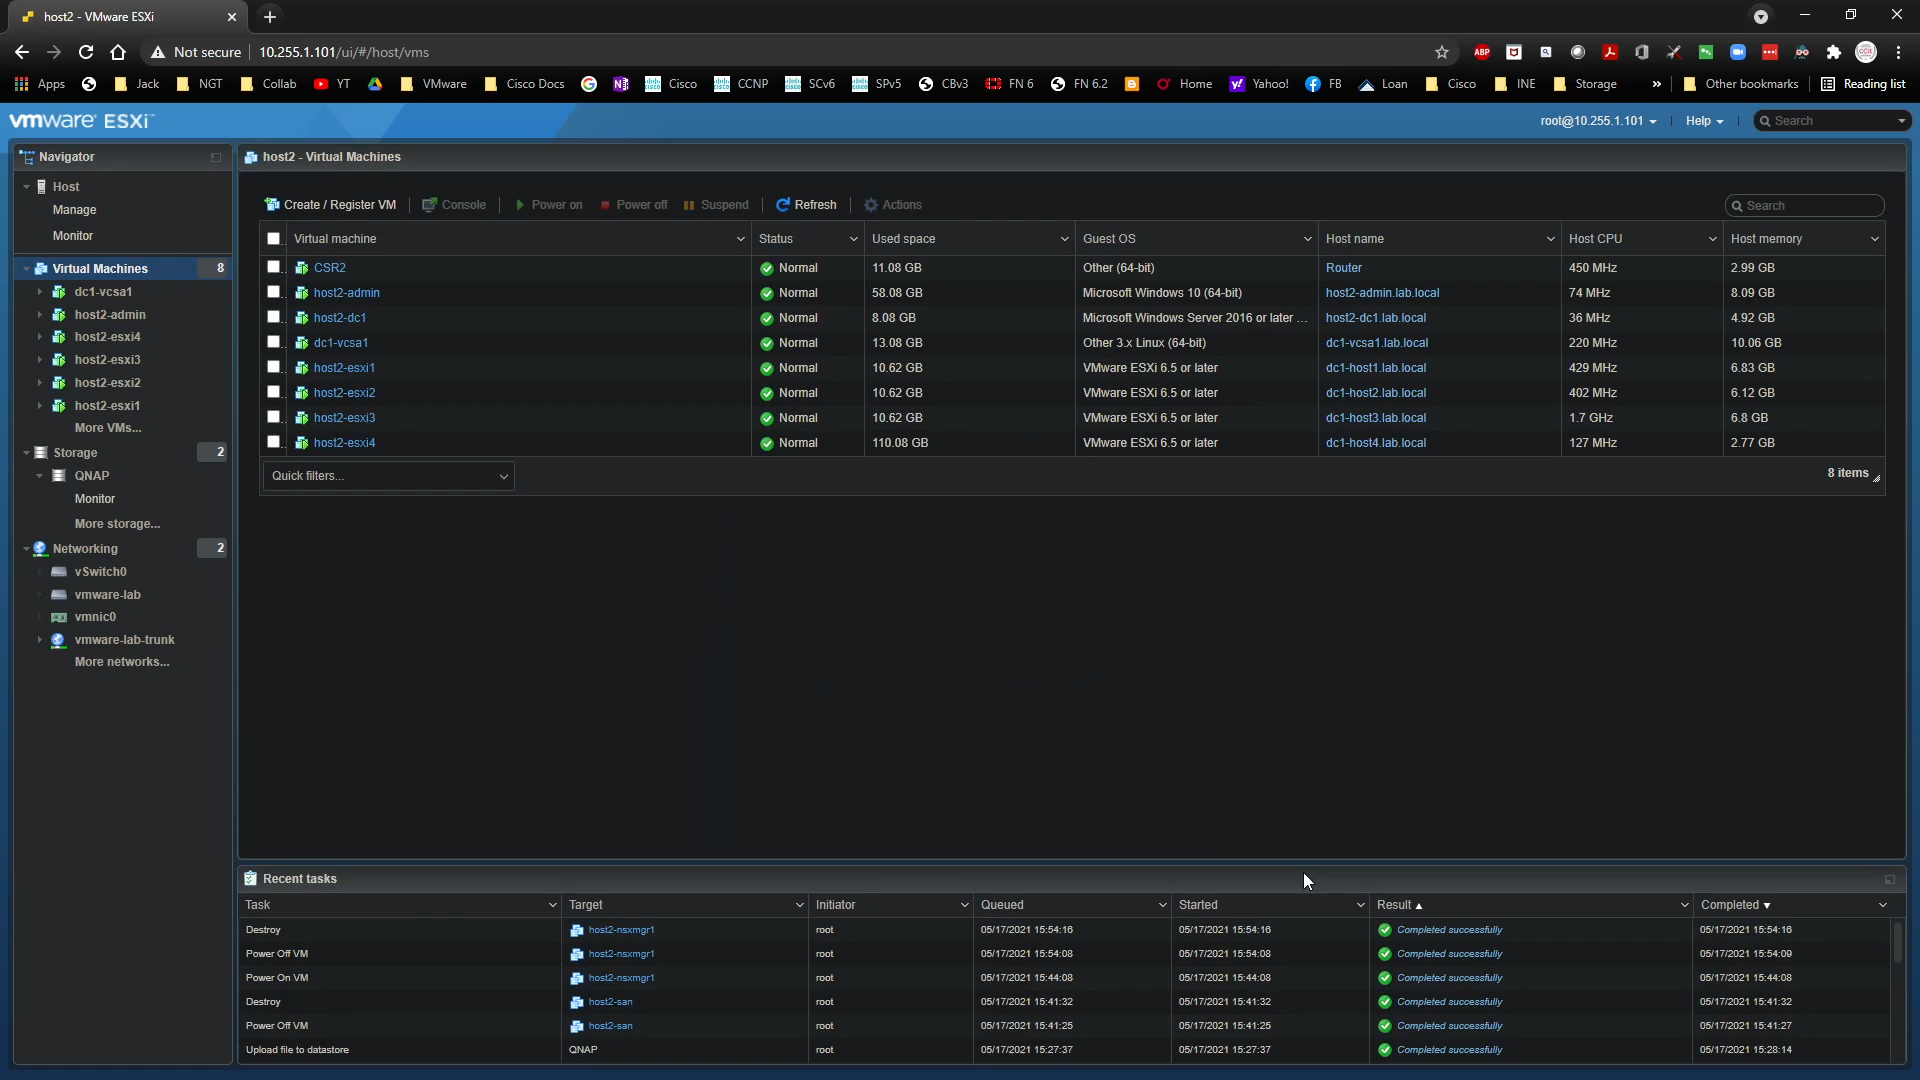 host2 - VMware ESXi
Not secure 10.255.1.101/ui/#/host/vms
ABP
Apps Jack NGT Collab YT VMware Cisco Docs Cisco CCNP SCv6 SPv5 CBv3 FN 6 FN 6.2 Home Yahoo! FB Loan Cisco INE Storage » Other bookmarks Reading list
vmware ESXi root@10.255.1.101 Help Search
Navigator
host2 - Virtual Machines
Host
Manage
Monitor
Virtual Machines 8
dc1-vcsa1
host2-admin
host2-esxi4
host2-esxi3
host2-esxi2
host2-esxi1
More VMs...
Storage 2
QNAP
Monitor
More storage...
Networking 2
vSwitch0
vmware-lab
vmnic0
vmware-lab-trunk
More networks...
Create / Register VM Console Power on Power off Suspend Refresh Actions Search
Virtual machine Status Used space Guest OS Host name Host CPU Host memory
CSR2 Normal 11.08 GB Other (64-bit) Router 450 MHz 2.99 GB
host2-admin Normal 58.08 GB Microsoft Windows 10 (64-bit) host2-admin.lab.local 74 MHz 8.09 GB
host2-dc1 Normal 8.08 GB Microsoft Windows Server 2016 or later ... host2-dc1.lab.local 36 MHz 4.92 GB
dc1-vcsa1 Normal 13.08 GB Other 3.x Linux (64-bit) dc1-vcsa1.lab.local 220 MHz 10.06 GB
host2-esxi1 Normal 10.62 GB VMware ESXi 6.5 or later dc1-host1.lab.local 429 MHz 6.83 GB
host2-esxi2 Normal 10.62 GB VMware ESXi 6.5 or later dc1-host2.lab.local 402 MHz 6.12 GB
host2-esxi3 Normal 10.62 GB VMware ESXi 6.5 or later dc1-host3.lab.local 1.7 GHz 6.8 GB
host2-esxi4 Normal 110.08 GB VMware ESXi 6.5 or later dc1-host4.lab.local 127 MHz 2.77 GB
Quick filters... 8 items
Recent tasks
Task Target Initiator Queued Started Result Completed
Destroy host2-nsxmgr1 root 05/17/2021 15:54:16 05/17/2021 15:54:16 Completed successfully 05/17/2021 15:54:16
Power Off VM host2-nsxmgr1 root 05/17/2021 15:54:08 05/17/2021 15:54:08 Completed successfully 05/17/2021 15:54:09
Power On VM host2-nsxmgr1 root 05/17/2021 15:44:08 05/17/2021 15:44:08 Completed successfully 05/17/2021 15:44:08
Destroy host2-san root 05/17/2021 15:41:32 05/17/2021 15:41:32 Completed successfully 05/17/2021 15:41:32
Power Off VM host2-san root 05/17/2021 15:41:25 05/17/2021 15:41:25 Completed successfully 05/17/2021 15:41:27
Upload file to datastore QNAP root 05/17/2021 15:27:37 05/17/2021 15:27:37 Completed successfully 05/17/2021 15:28:14